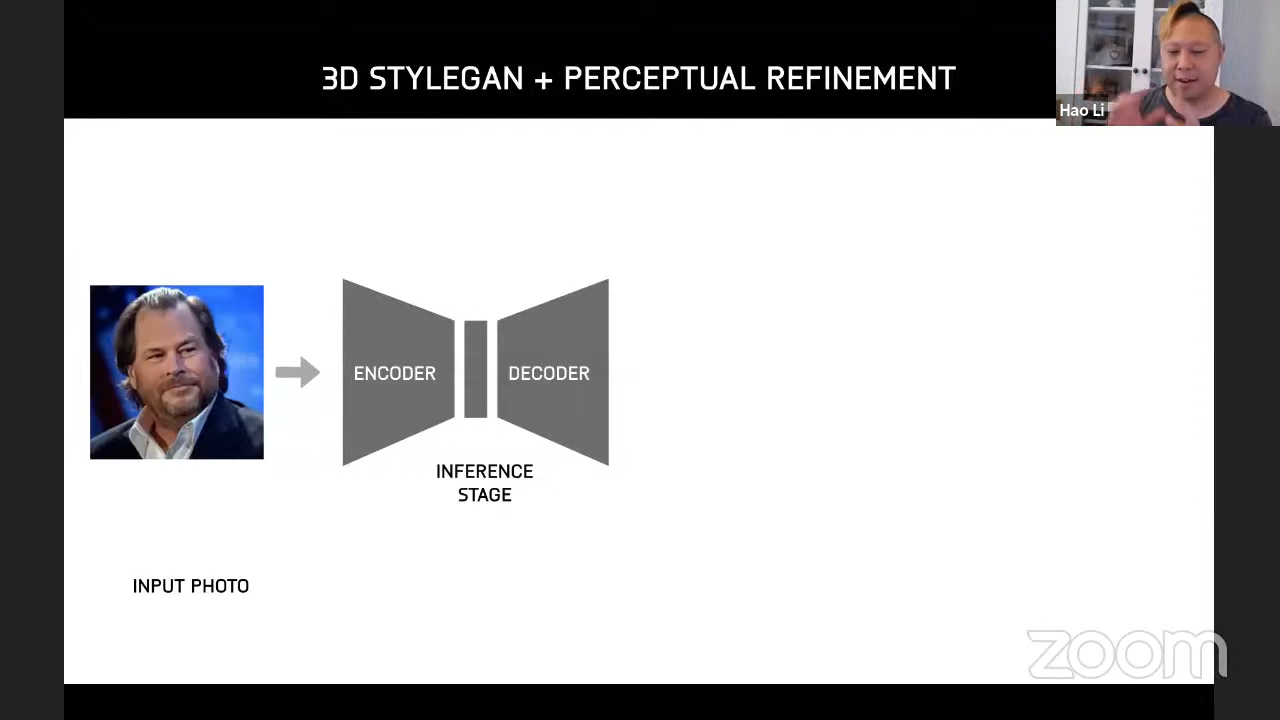 3D STYLEGAN + PERCEPTUAL REFINEMENT
Hao Li
ENCODER
DECODER
INFERENCE
STAGE
INPUT PHOTO
zoom